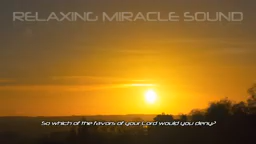 RELAXING MIRACLE SOUND
So which of the favors of your Lord would you deny?